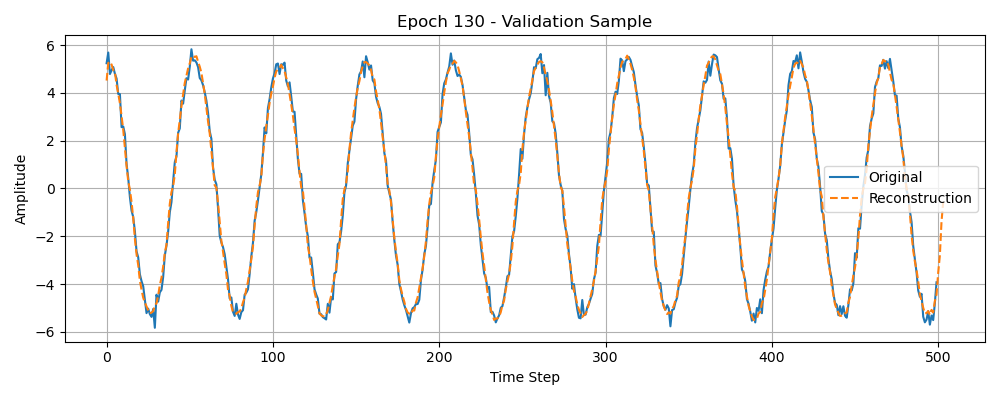 Epoch 130 - Validation Sample
Amplitude
6
4
2
0
−2
−4
−6
Original
Reconstruction
0 100 200 300 400 500
Time Step